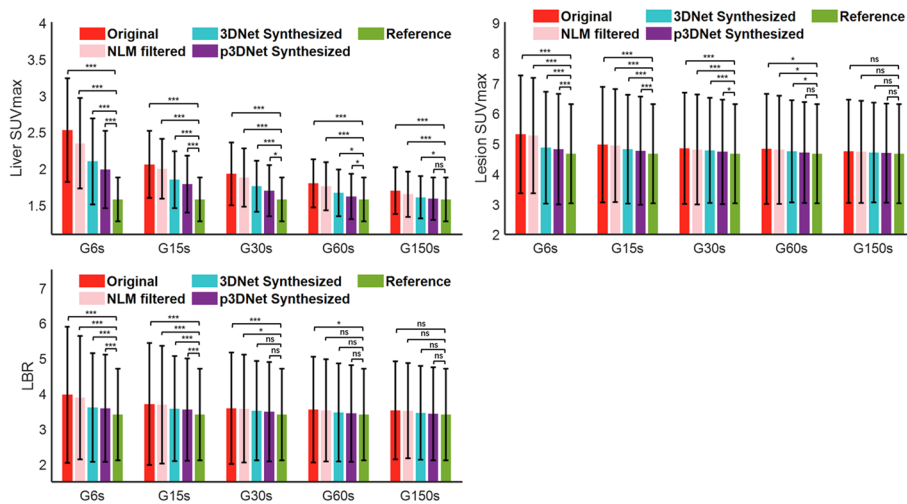 4
3.5
3
2.5
2
1.5
Liver SUVmax
Original
NLM filtered
3DNet Synthesized
p3DNet Synthesized
Reference
***
***
***
***
***
***
***
***
***
***
***
*
***
***
*
*
***
***
*
ns
G6s
G15s
G30s
G60s
G150s
9
8
7
6
5
4
3
2
Lesion SUVmax
Original
NLM filtered
3DNet Synthesized
p3DNet Synthesized
Reference
***
***
***
***
***
***
***
***
***
***
***
*
*
*
*
ns
ns
ns
ns
ns
G6s
G15s
G30s
G60s
G150s
7
6
5
4
3
2
LBR
Original
NLM filtered
3DNet Synthesized
p3DNet Synthesized
Reference
***
***
***
***
***
***
***
***
***
*
ns
ns
*
ns
ns
ns
ns
ns
ns
ns
G6s
G15s
G30s
G60s
G150s